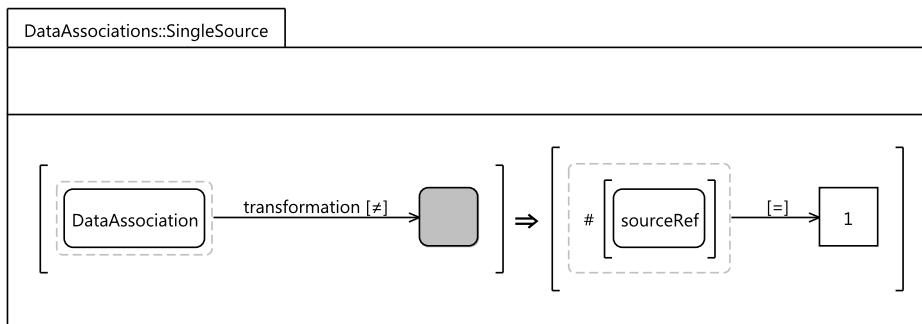 DataAssociations::SingleSource
DataAssociation transformation [≠] ⇒ # sourceRef [=] 1